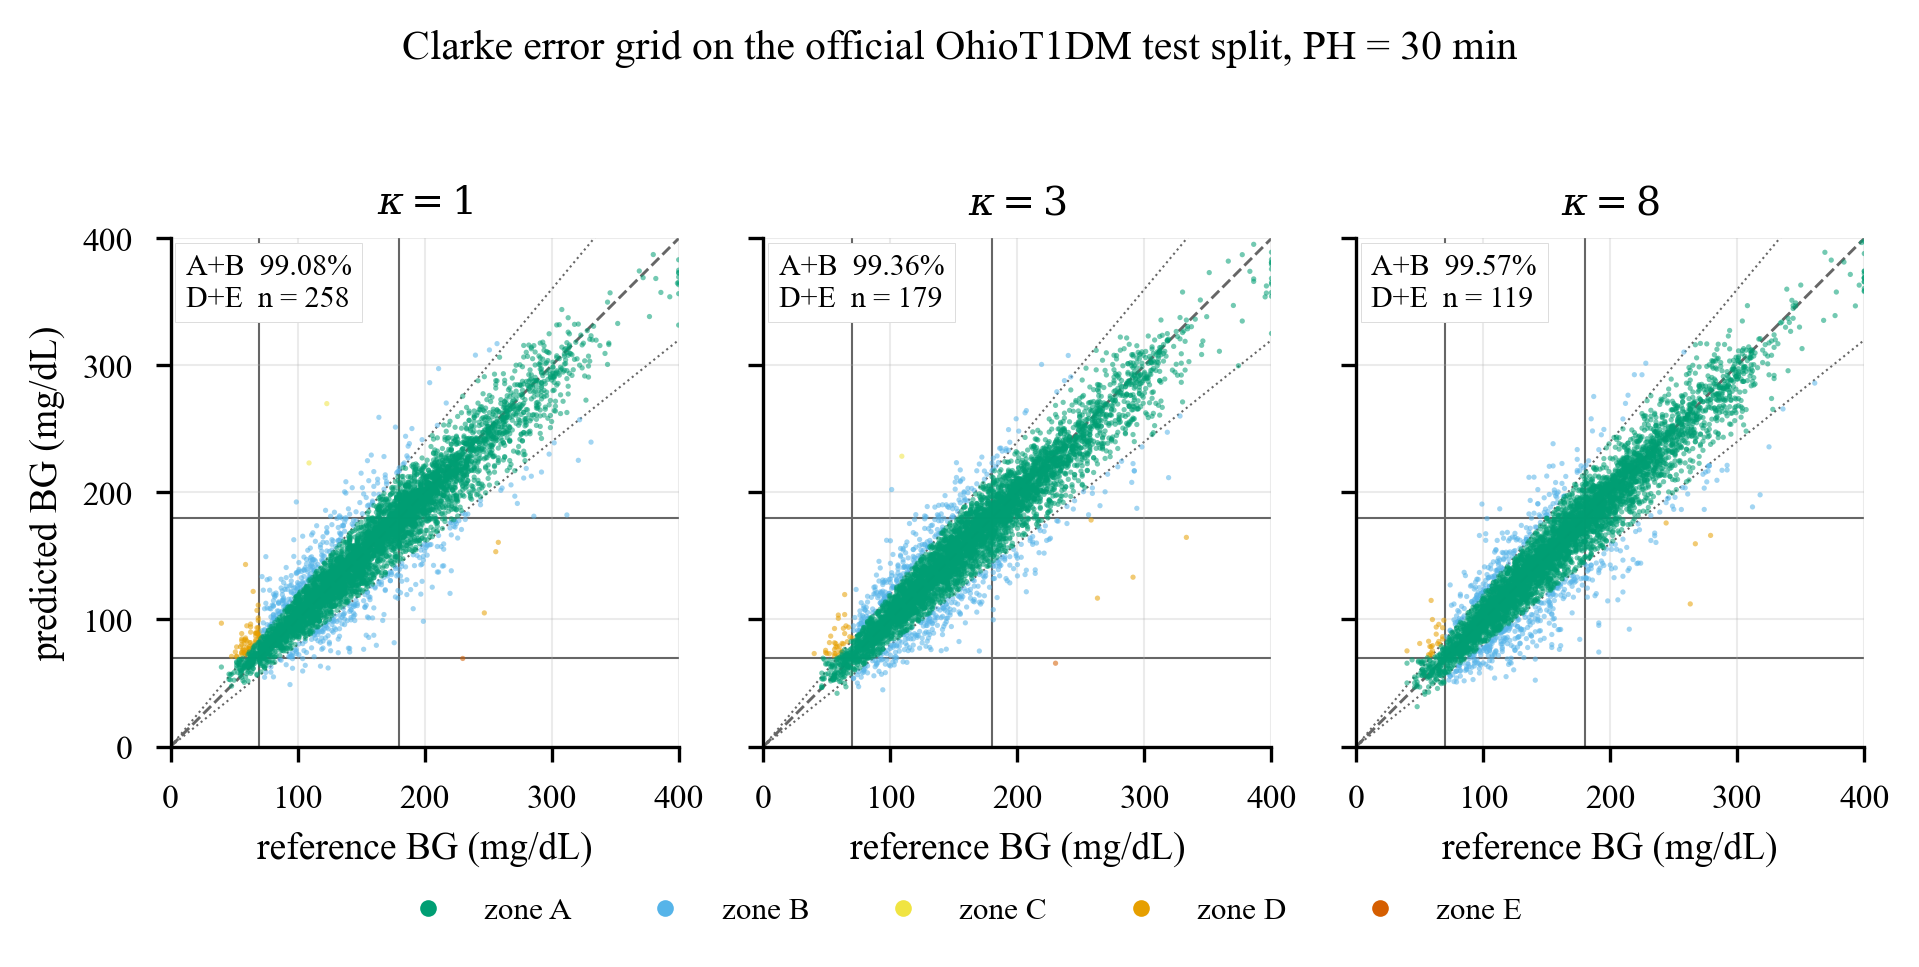 Clarke error grid on the official OhioT1DM test split, PH = 30 min
κ = 1
κ = 3
κ = 8
A+B 99.08%
D+E n = 258
A+B 99.36%
D+E n = 179
A+B 99.57%
D+E n = 119
predicted BG (mg/dL)
400
300
200
100
0
0 100 200 300 400
0 100 200 300 400
0 100 200 300 400
reference BG (mg/dL)
reference BG (mg/dL)
reference BG (mg/dL)
zone A zone B zone C zone D zone E